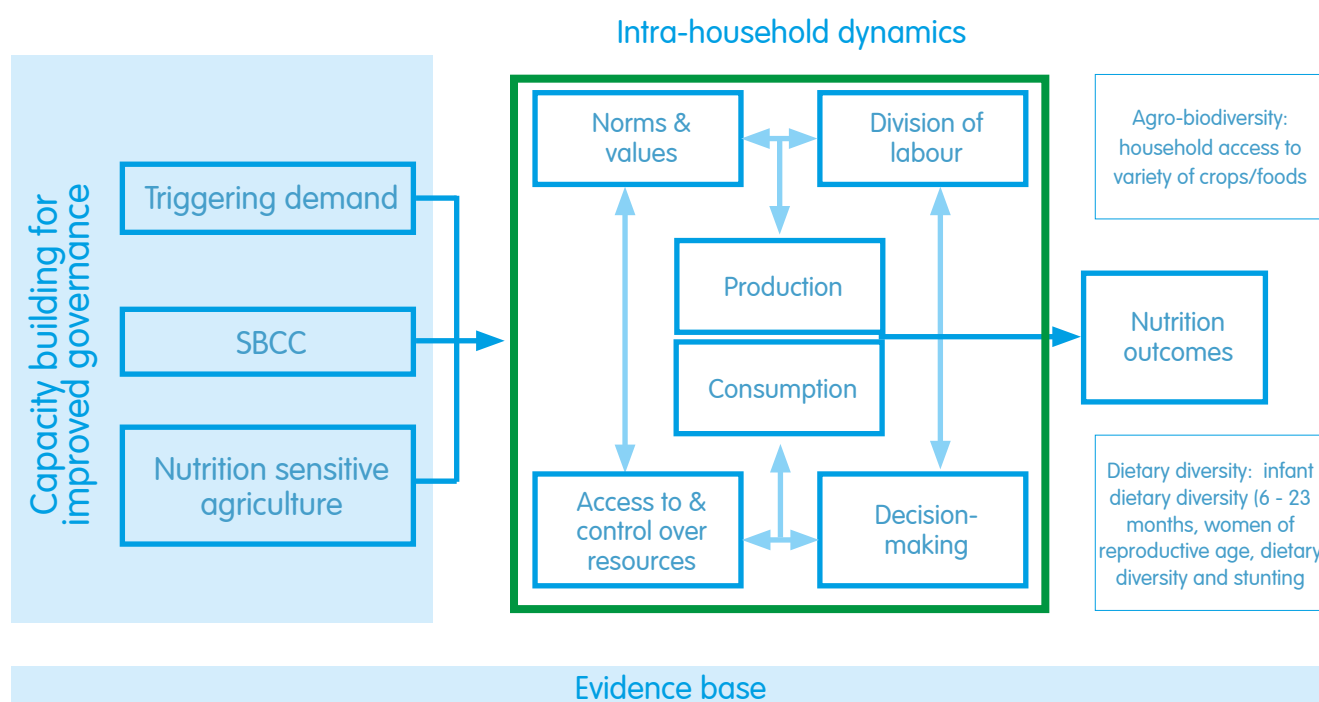 Intra-household dynamics
Capacity building for
improved governance
Triggering demand
SBCC
Nutrition sensitive
agriculture
Norms &
values
Division of
labour
Production
Consumption
Access to &
control over
resources
Decision-
making
Agro-biodiversity:
household access to
variety of crops/foods
Nutrition
outcomes
Dietary diversity: infant
dietary diversity (6 - 23
months, women of
reproductive age, dietary
diversity and stunting
Evidence base